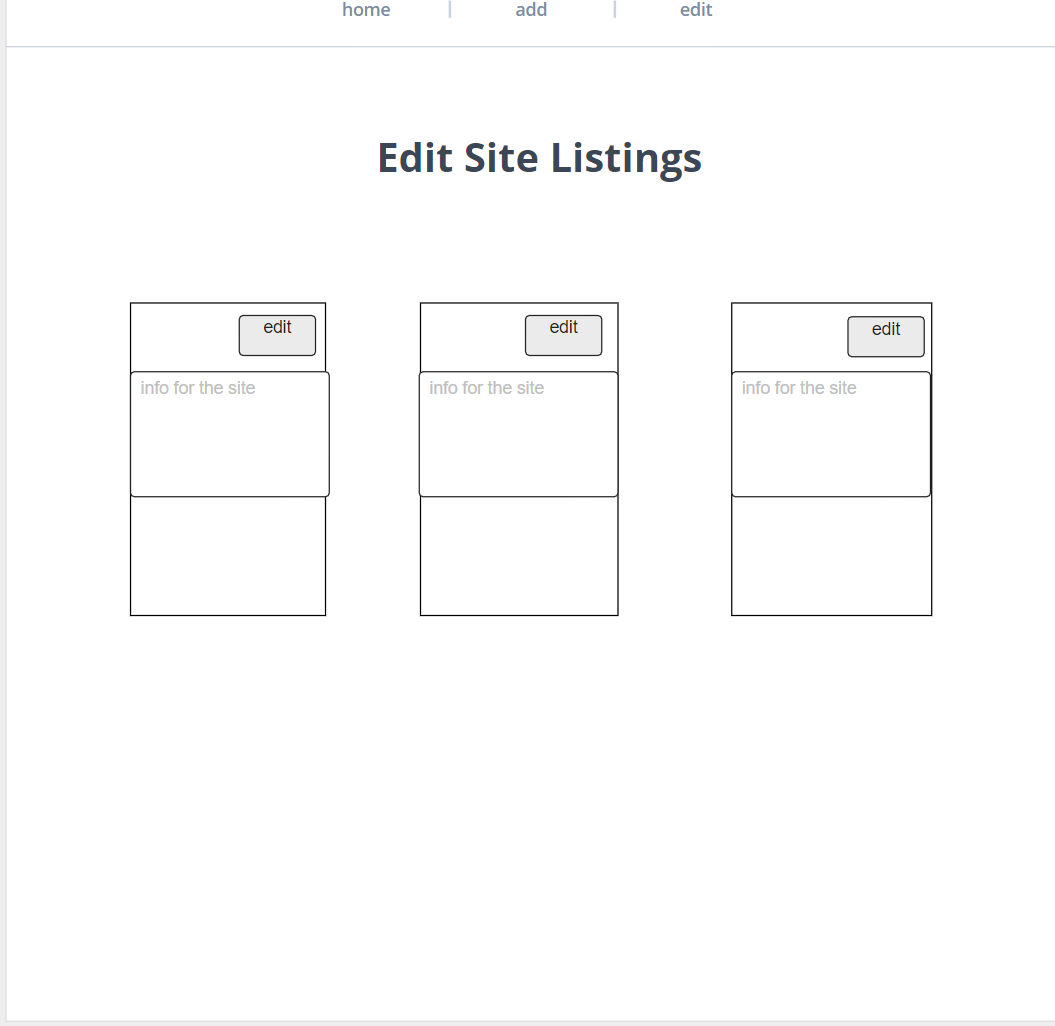 home | add | edit
Edit Site Listings
edit
edit
edit
info for the site
info for the site
info for the site